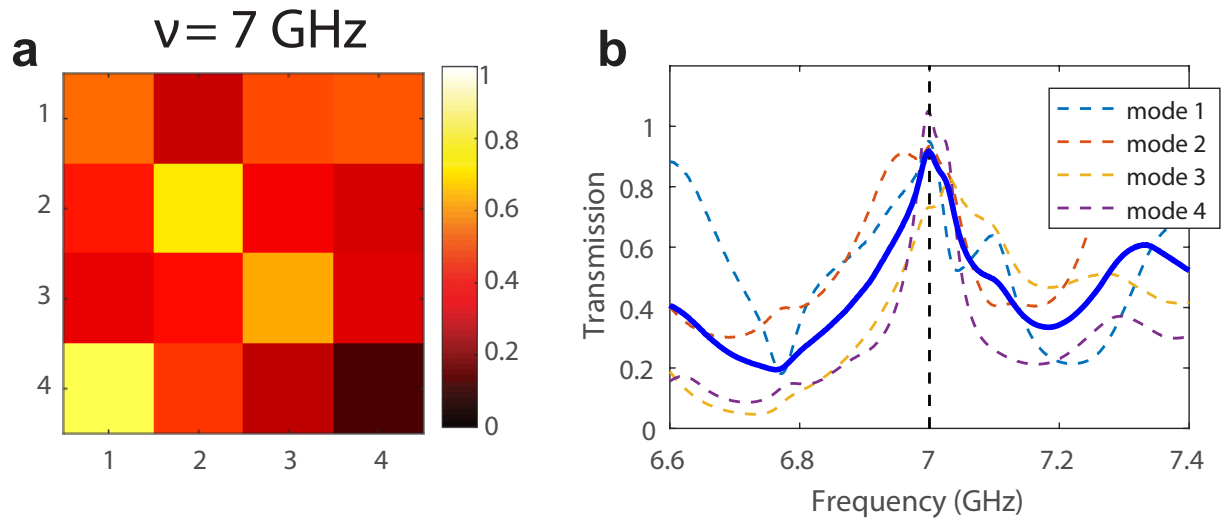 ν= 7 GHz
a
1
2
3
4
1
2
3
4
1
0.8
0.6
0.4
0.2
0
b
Transmission
1
0.8
0.6
0.4
0.2
0
6.6
6.8
7
7.2
7.4
Frequency (GHz)
mode 1
mode 2
mode 3
mode 4